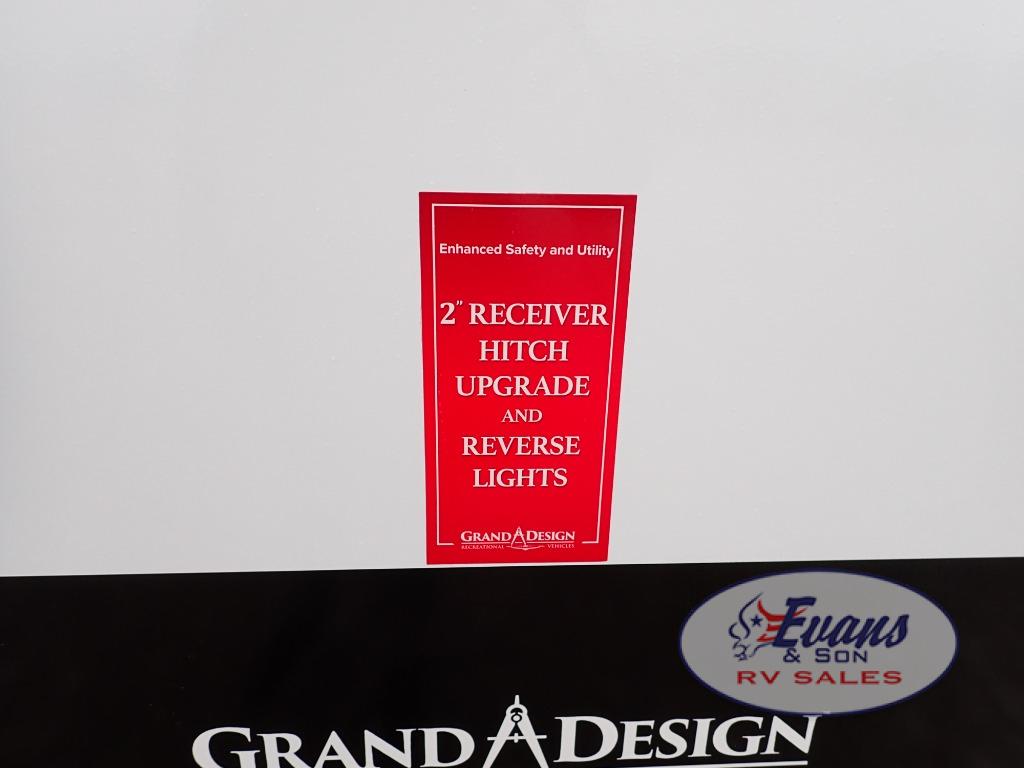 Enhanced Safety and Utility
2" RECEIVER
HITCH
UPGRADE
AND
REVERSE
LIGHTS
GRAND DESIGN
RECREATIONAL VEHICLES
Evans
& SON
RV SALES
GRAND DESIGN